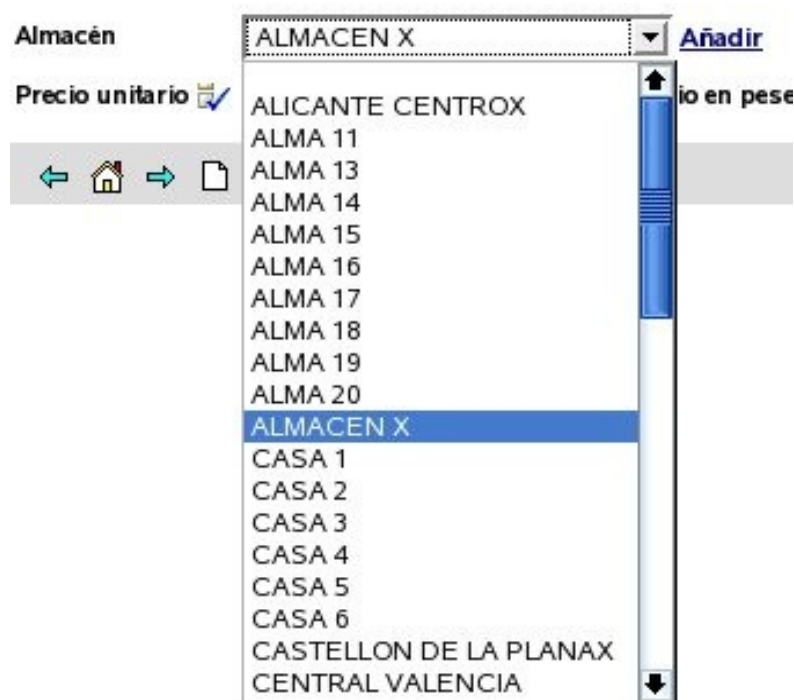 Almacén ALMACEN X Añadir
Precio unitario io en pese
ALICANTE CENTROX
ALMA 11
ALMA 13
ALMA 14
ALMA 15
ALMA 16
ALMA 17
ALMA 18
ALMA 19
ALMA 20
ALMACEN X
CASA 1
CASA 2
CASA 3
CASA 4
CASA 5
CASA 6
CASTELLON DE LA PLANAX
CENTRAL VALENCIA